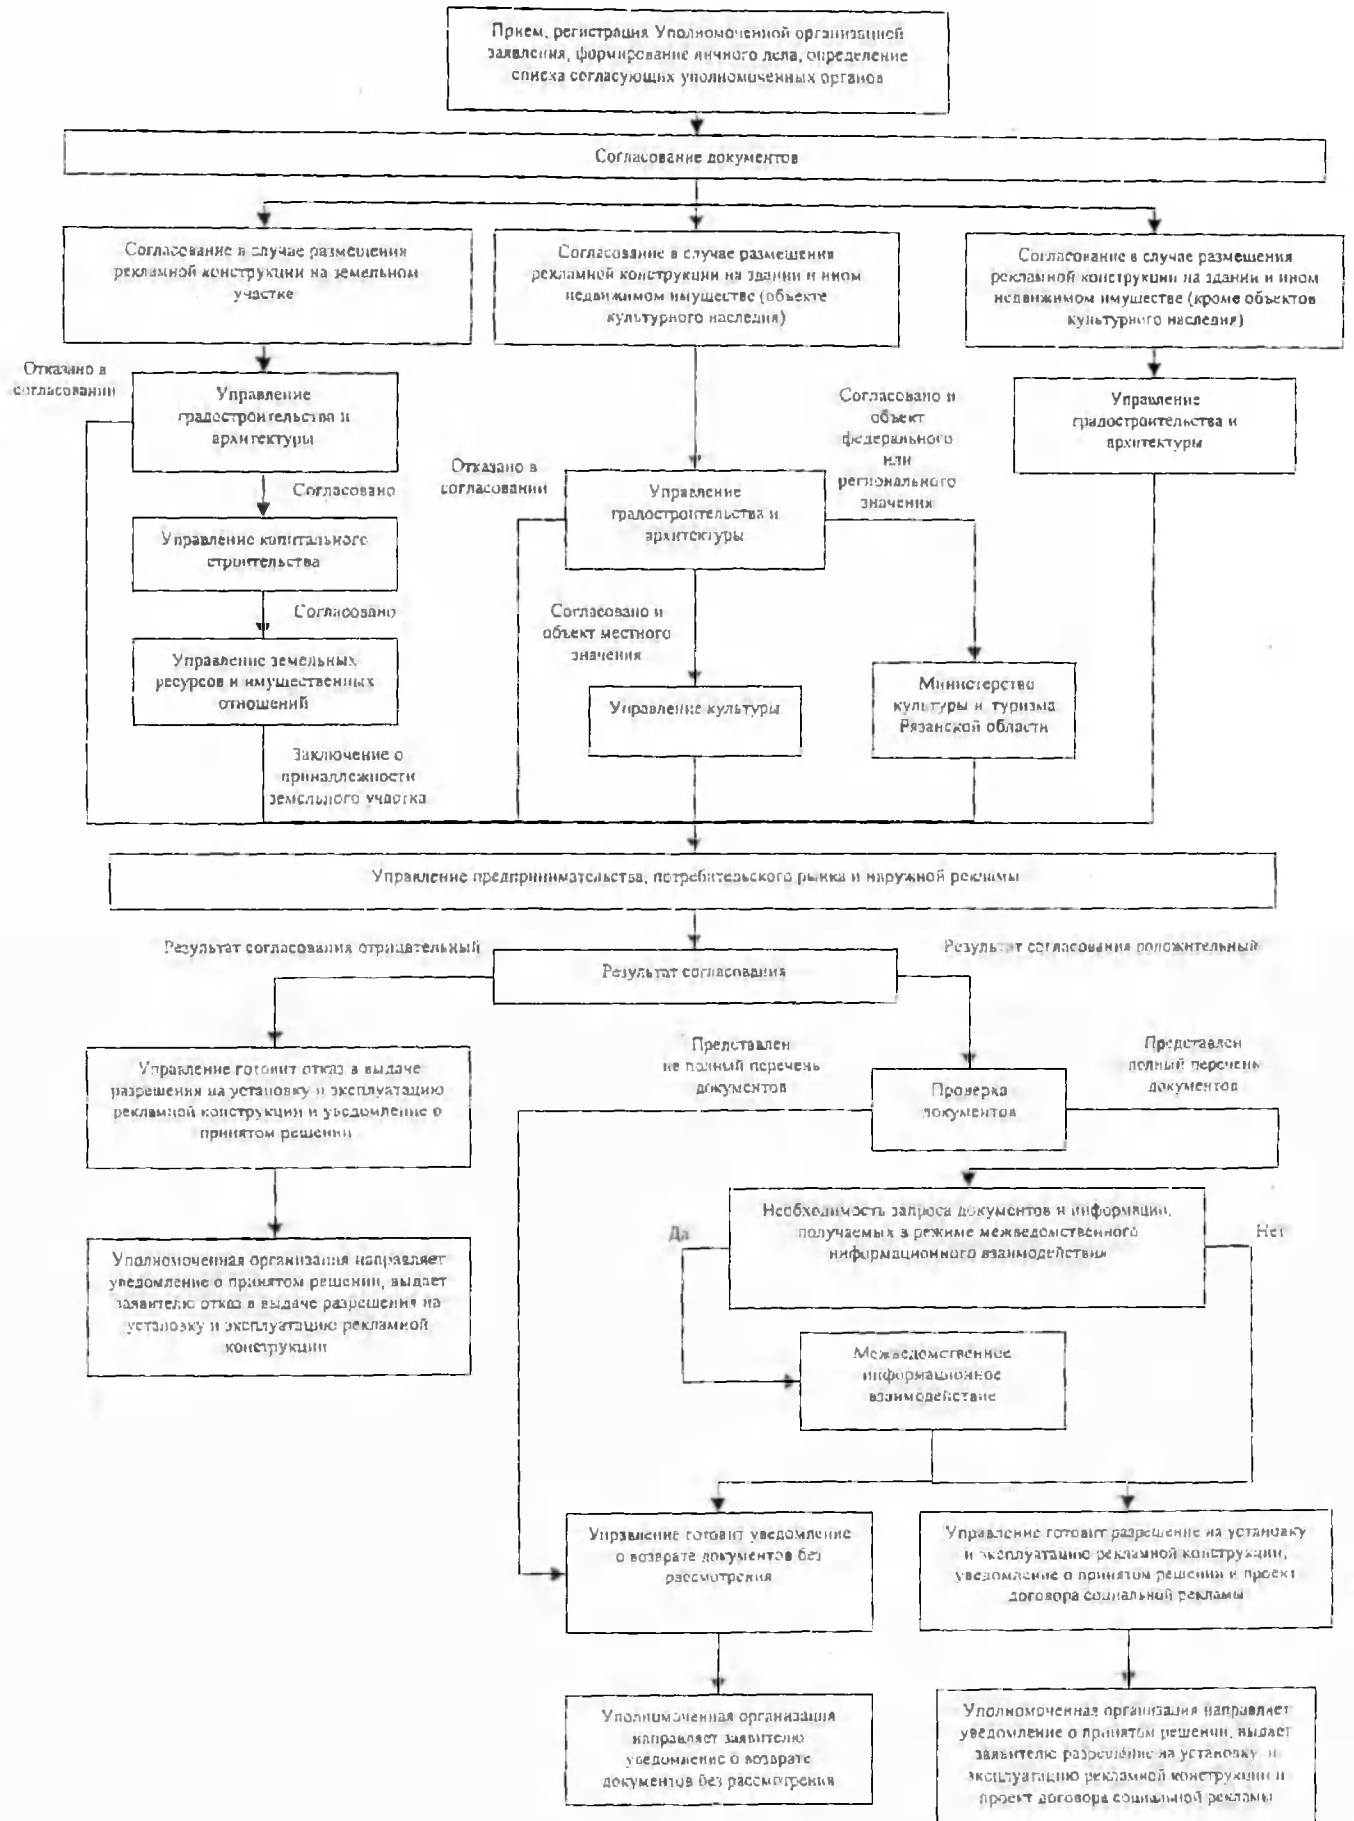 Прием, регистрация Уполномоченной организацией
заявления, формирование личного дела, определение
списка согласующих уполномоченных органов
Согласование документов
Согласование в случае размещения
рекламной конструкции на земельном
участке
Согласование в случае размещения
рекламной конструкции на здании и ином
недвижимом имуществе (объекте
культурного наследия)
Согласование в случае размещения
рекламной конструкции на здании и ином
недвижимом имуществе (кроме объектов
культурного наследия)
Отказано в
согласовании
Управление
градостроительства и
архитектуры
Согласовано и
объект
федерального
или
регионального
значения
Управление
градостроительства и
архитектуры
Отказано в
согласовании
Управление
градостроительства и
архитектуры
Согласовано
Управление капитального
строительства
Согласовано
Согласовано и
объект местного
значения
Управление земельных
ресурсов и имущественных
отношений
Управление культуры
Министерство
культуры и туризма
Рязанской области
Заключение о
принадлежности
земельного участка
Управление предпринимательства, потребительского рынка и наружной рекламы
Результат согласования отрицательный
Результат согласования положительный
Результат согласования
Представлен
не полный перечень
документов
Представлен
полный перечень
документов
Управление готовит отказ в выдаче
разрешения на установку и эксплуатацию
рекламной конструкции и уведомление о
принятом решении
Проверка
документов
Необходимость запроса документов и информации,
получаемых в режиме межведомственного
информационного взаимодействия
Да
Нет
Уполномоченная организация направляет
уведомление о принятом решении, выдает
заявителю отказ в выдаче разрешения на
установку и эксплуатацию рекламной
конструкции
Межведомственное
информационное
взаимодействие
Управление готовит уведомление
о возврате документов без
рассмотрения
Управление готовит разрешение на установку
и эксплуатацию рекламной конструкции,
уведомление о принятом решении и проект
договора социальной рекламы
Уполномоченная организация
направляет заявителю
уведомление о возврате
документов без рассмотрения
Уполномоченная организация направляет
уведомление о принятом решении, выдает
заявителю разрешение на установку и
эксплуатацию рекламной конструкции и
проект договора социальной рекламы